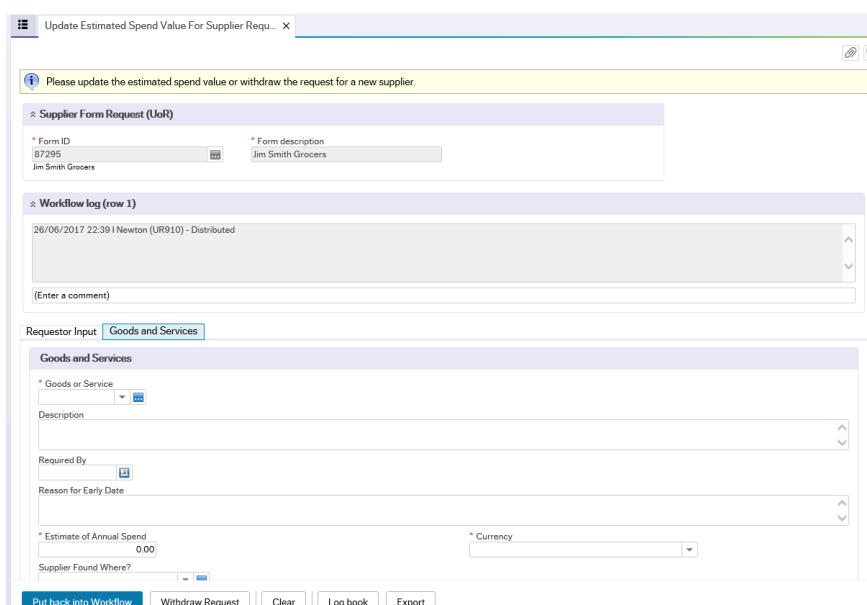 Update Estimated Spend Value For Supplier Requ...
Please update the estimated spend value or withdraw the request for a new supplier.
Supplier Form Request (UoR)
* Form ID * Form description
87295 Jim Smith Grocers
Jim Smith Grocers
Workflow log (row 1)
26/06/2017 22:39 I Newton (UR910) - Distributed
(Enter a comment)
Requestor Input Goods and Services
Goods and Services
* Goods or Service
Description
Required By
Reason for Early Date
* Estimate of Annual Spend * Currency
0.00
Supplier Found Where?
Put back into Workflow Withdraw Request Clear Log book Export